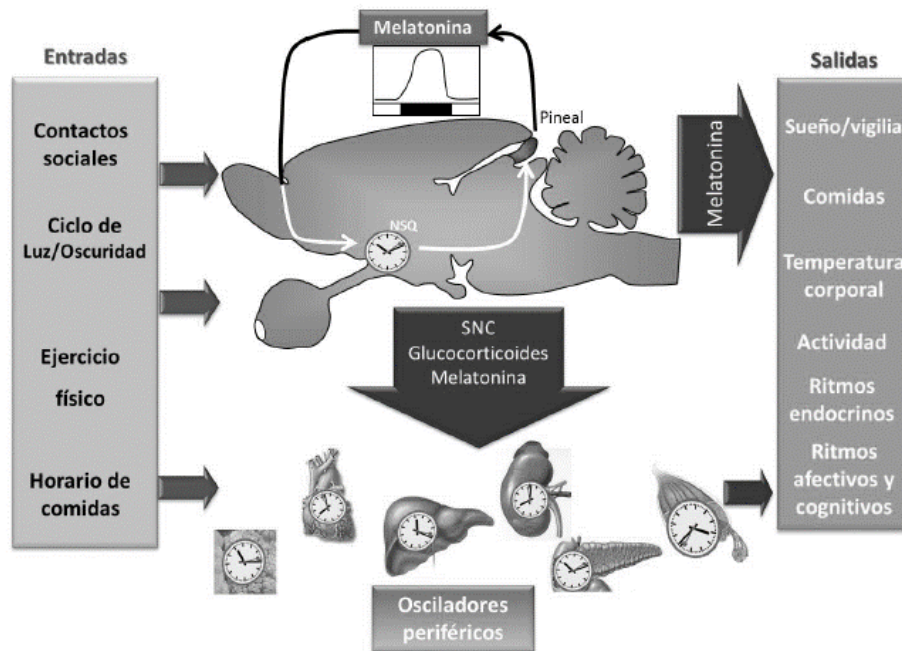 Entradas
Contactos
sociales
Ciclo de
Luz/Oscuridad
Ejercicio
físico
Horario de
comidas
Melatonina
Pineal
NSQ
SNC
Glucocorticoides
Melatonina
Osciladores
periféricos
Melatonina
Salidas
Sueño/vigilia
Comidas
Temperatura
corporal
Actividad
Ritmos
endocrinos
Ritmos
afectivos y
cognitivos